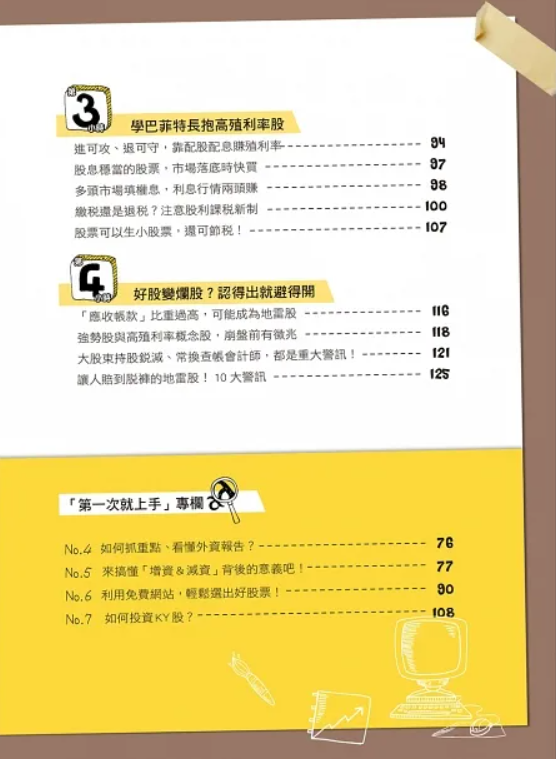 第3小時
學巴菲特長抱高殖利率股
進可攻、退可守，靠配股配息賺殖利率 94
股息穩當的股票，市場落底時快買 97
多頭市場填權息，利息行情兩頭賺 98
繳稅還是退稅？注意股利課稅新制 100
股票可以生小股票，還可節稅！ 107
第4小時
好股變爛股？認得出就避得開
「應收帳款」比重過高，可能成為地雷股 116
強勢股與高殖利率概念股，崩盤前有徵兆 118
大股東持股銳減、常換查帳會計師，都是重大警訊！ 121
讓人賠到脫褲的地雷股！10大警訊 125
「第一次就上手」專欄
No.4 如何抓重點、看懂外資報告？ 76
No.5 來搞懂「增資&減資」背後的意義吧！ 77
No.6 利用免費網站，輕鬆選出好股票！ 90
No.7 如何投資KY股？ 108